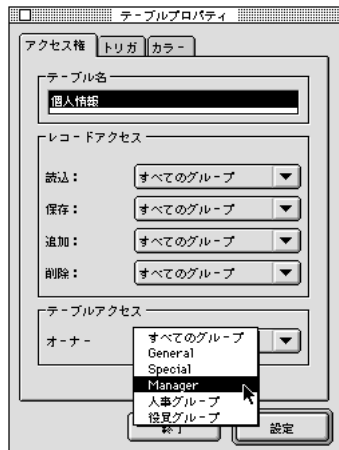 テーブルプロパティ
アクセス権 トリガ カラー
テーブル名
個人情報
レコードアクセス
読込： すべてのグループ
保存： すべてのグループ
追加： すべてのグループ
削除： すべてのグループ
テーブルアクセス
オーナー
すべてのグループ
General
Special
Manager
人事グループ
役員グループ
終了 設定